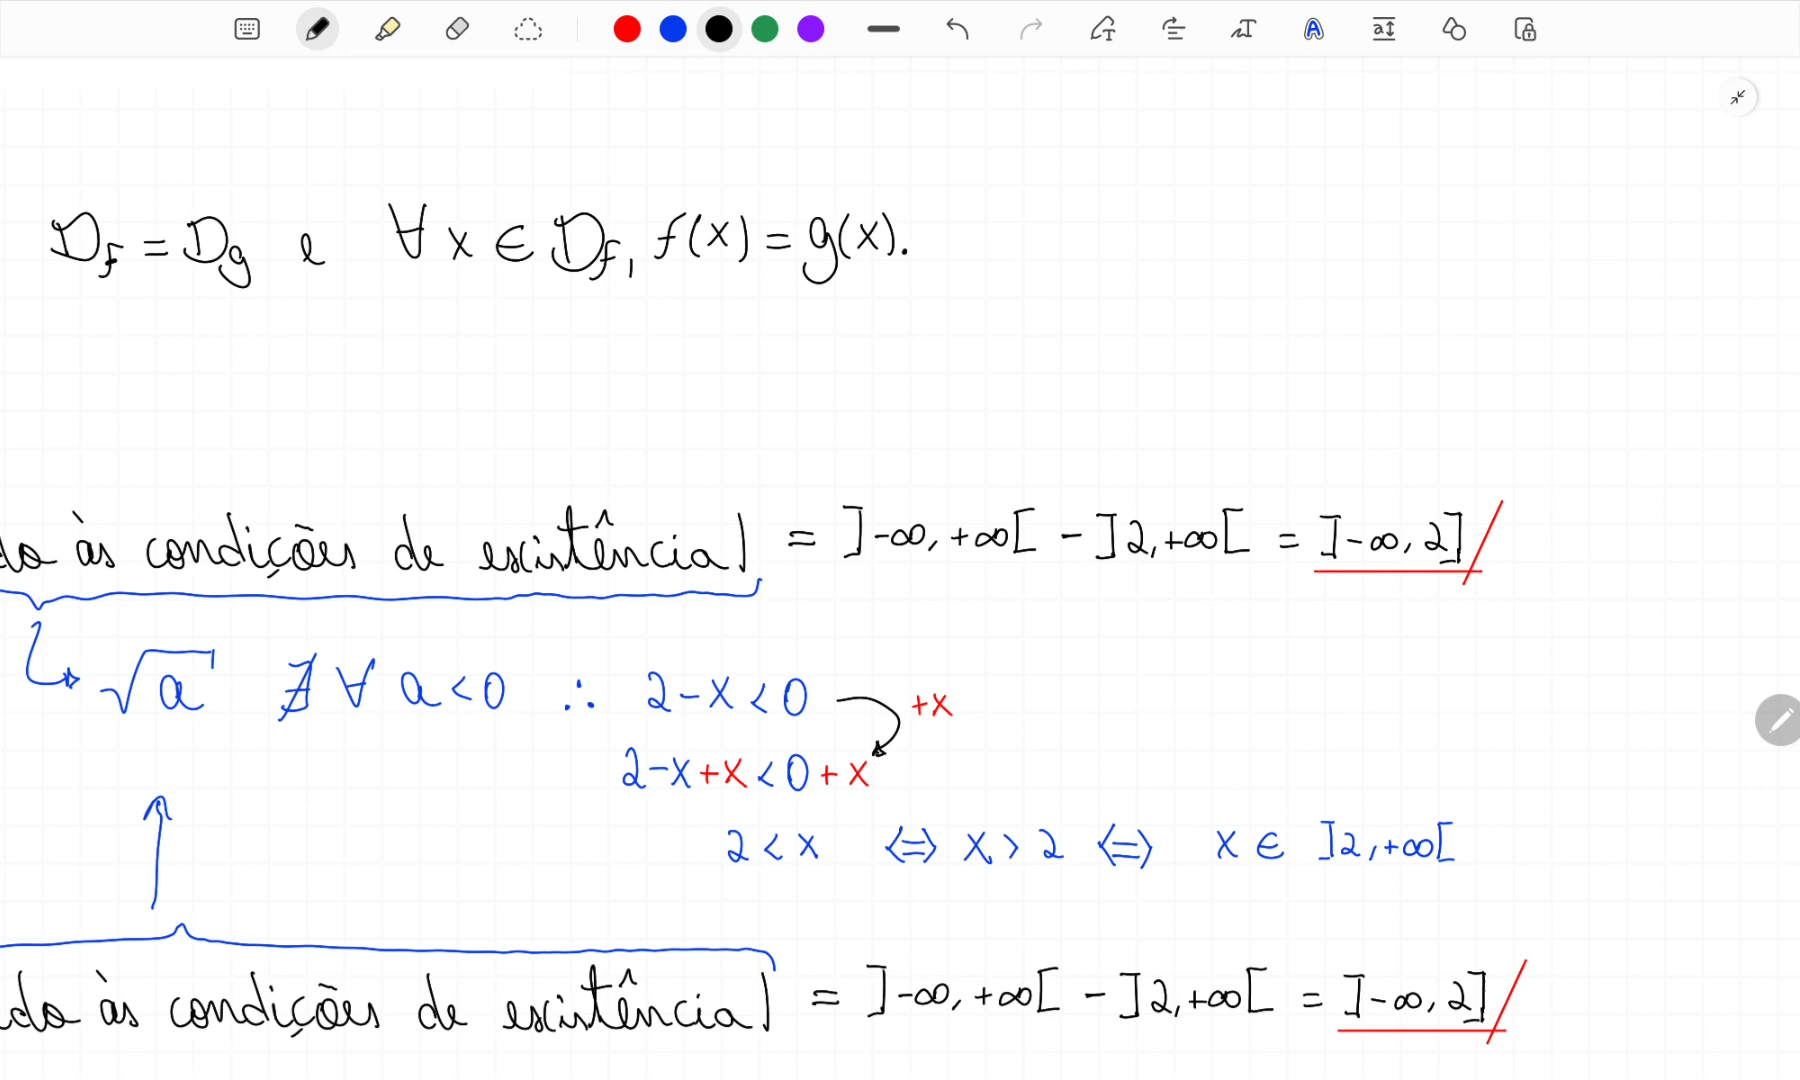 D_f = D_g e ∀ x ∈ D_f, f(x) = g(x).
do às condições de existência) = ]-∞, +∞[ - ]2, +∞[ = ]-∞, 2]
√a ∄ ∀ a < 0 ∴ 2 - x < 0 +x
2 - x + x < 0 + x
2 < x ⟺ x > 2 ⟺ x ∈ ]2, +∞[
do às condições de existência) = ]-∞, +∞[ - ]2, +∞[ = ]-∞, 2]